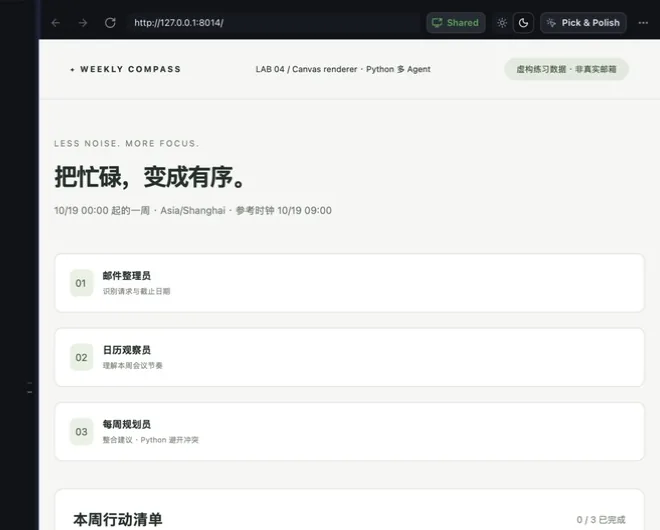 http://127.0.0.1:8014/
Shared
Pick & Polish
✦ WEEKLY COMPASS
LAB 04 / Canvas renderer · Python 多 Agent
虚构练习数据 · 非真实邮箱
LESS NOISE. MORE FOCUS.
把忙碌，变成有序。
10/19 00:00 起的一周 · Asia/Shanghai · 参考时钟 10/19 09:00
01
邮件整理员
识别请求与截止日期
02
日历观察员
理解本周会议节奏
03
每周规划员
整合建议 · Python 避开冲突
本周行动清单
0 / 3 已完成